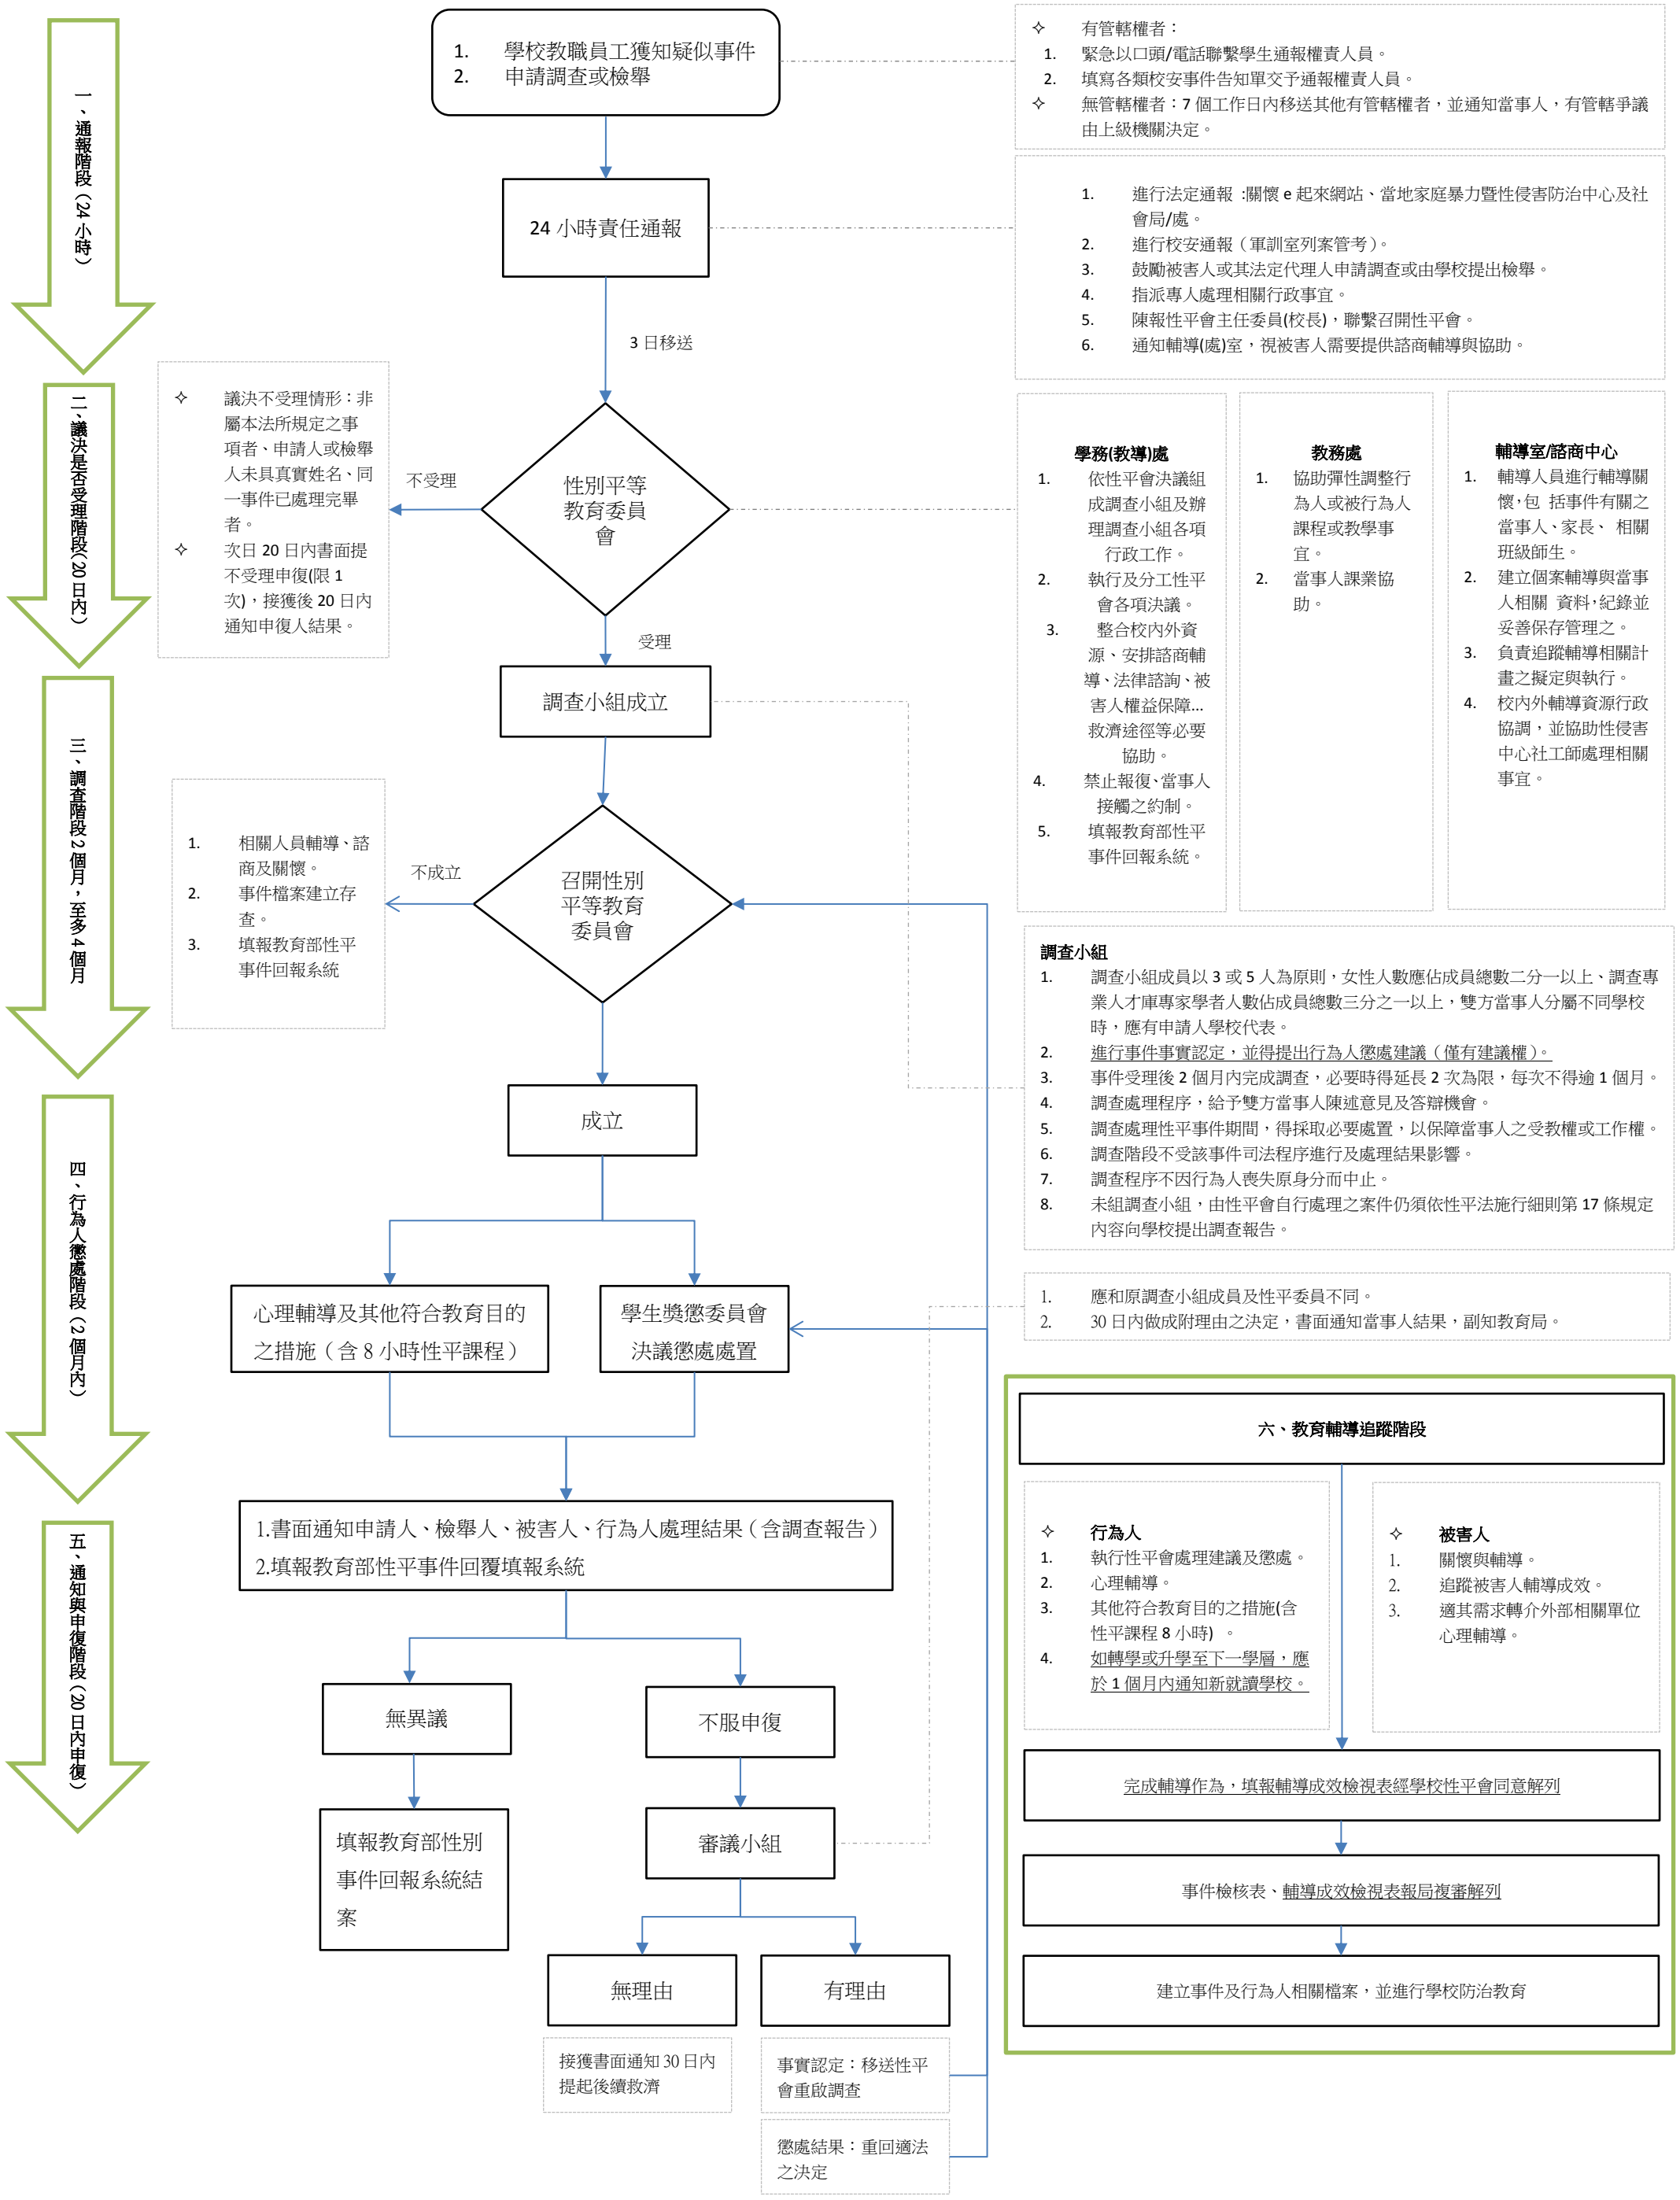 一、通報階段（24 小時）
二、議決是否受理階段（20 日內）
三、調查階段 2 個月，至多 4 個月
四、行為人懲處階段（2 個月內）
五、通知與申復階段（20 日內申復）
1. 學校教職員工獲知疑似事件
2. 申請調查或檢舉
✧ 有管轄權者：
1. 緊急以口頭/電話聯繫學生通報權責人員。
2. 填寫各類校安事件告知單交予通報權責人員。
✧ 無管轄權者：7 個工作日內移送其他有管轄權者，並通知當事人，有管轄爭議
由上級機關決定。
24 小時責任通報
1. 進行法定通報 :關懷 e 起來網站、當地家庭暴力暨性侵害防治中心及社
會局/處。
2. 進行校安通報（軍訓室列案管考）。
3. 鼓勵被害人或其法定代理人申請調查或由學校提出檢舉。
4. 指派專人處理相關行政事宜。
5. 陳報性平會主任委員(校長)，聯繫召開性平會。
6. 通知輔導(處)室，視被害人需要提供諮商輔導與協助。
3 日移送
✧ 議決不受理情形：非
屬本法所規定之事
項者、申請人或檢舉
人未具真實姓名、同
一事件已處理完畢
者。
✧ 次日 20 日內書面提
不受理申復(限 1
次)，接獲後 20 日內
通知申復人結果。
不受理
性別平等
教育委員
會
受理
學務(教導)處
1. 依性平會決議組
成調查小組及辦
理調查小組各項
行政工作。
2. 執行及分工性平
會各項決議。
3. 整合校內外資
源、安排諮商輔
導、法律諮詢、被
害人權益保障...
救濟途徑等必要
協助。
4. 禁止報復、當事人
接觸之約制。
5. 填報教育部性平
事件回報系統。
教務處
1. 協助彈性調整行
為人或被行為人
課程或教學事
宜。
2. 當事人課業協
助。
輔導室/諮商中心
1. 輔導人員進行輔導關
懷，包 括事件有關之
當事人、家長、 相關
班級師生。
2. 建立個案輔導與當事
人相關 資料，紀錄並
妥善保存管理之。
3. 負責追蹤輔導相關計
畫之擬定與執行。
4. 校內外輔導資源行政
協調，並協助性侵害
中心社工師處理相關
事宜。
調查小組成立
1. 相關人員輔導、諮
商及關懷。
2. 事件檔案建立存
查。
3. 填報教育部性平
事件回報系統
不成立
召開性別
平等教育
委員會
調查小組
1. 調查小組成員以 3 或 5 人為原則，女性人數應佔成員總數二分一以上、調查專
業人才庫專家學者人數佔成員總數三分之一以上，雙方當事人分屬不同學校
時，應有申請人學校代表。
2. 進行事件事實認定，並得提出行為人懲處建議（僅有建議權）。
3. 事件受理後 2 個月內完成調查，必要時得延長 2 次為限，每次不得逾 1 個月。
4. 調查處理程序，給予雙方當事人陳述意見及答辯機會。
5. 調查處理性平事件期間，得採取必要處置，以保障當事人之受教權或工作權。
6. 調查階段不受該事件司法程序進行及處理結果影響。
7. 調查程序不因行為人喪失原身分而中止。
8. 未組調查小組，由性平會自行處理之案件仍須依性平法施行細則第 17 條規定
內容向學校提出調查報告。
成立
心理輔導及其他符合教育目的
之措施（含 8 小時性平課程）
學生獎懲委員會
決議懲處處置
1. 應和原調查小組成員及性平委員不同。
2. 30 日內做成附理由之決定，書面通知當事人結果，副知教育局。
1.書面通知申請人、檢舉人、被害人、行為人處理結果（含調查報告）
2.填報教育部性平事件回覆填報系統
無異議
不服申復
填報教育部性別
事件回報系統結
案
審議小組
無理由
有理由
接獲書面通知 30 日內
提起後續救濟
事實認定：移送性平
會重啟調查
懲處結果：重回適法
之決定
六、教育輔導追蹤階段
✧ 行為人
1. 執行性平會處理建議及懲處。
2. 心理輔導。
3. 其他符合教育目的之措施(含
性平課程 8 小時) 。
4. 如轉學或升學至下一學層，應
於 1 個月內通知新就讀學校。
✧ 被害人
1. 關懷與輔導。
2. 追蹤被害人輔導成效。
3. 適其需求轉介外部相關單位
心理輔導。
完成輔導作為，填報輔導成效檢視表經學校性平會同意解列
事件檢核表、輔導成效檢視表報局複審解列
建立事件及行為人相關檔案，並進行學校防治教育